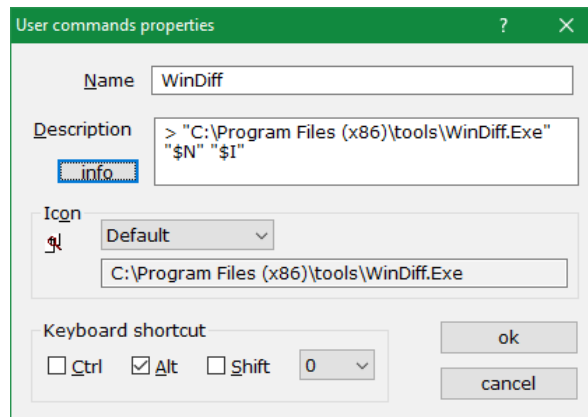 User commands properties ? ×
Name WinDiff
Description > "C:\Program Files (x86)\tools\WinDiff.Exe"
"$N" "$I"
info
Icon
Default
C:\Program Files (x86)\tools\WinDiff.Exe
Keyboard shortcut
Ctrl Alt Shift 0
ok
cancel